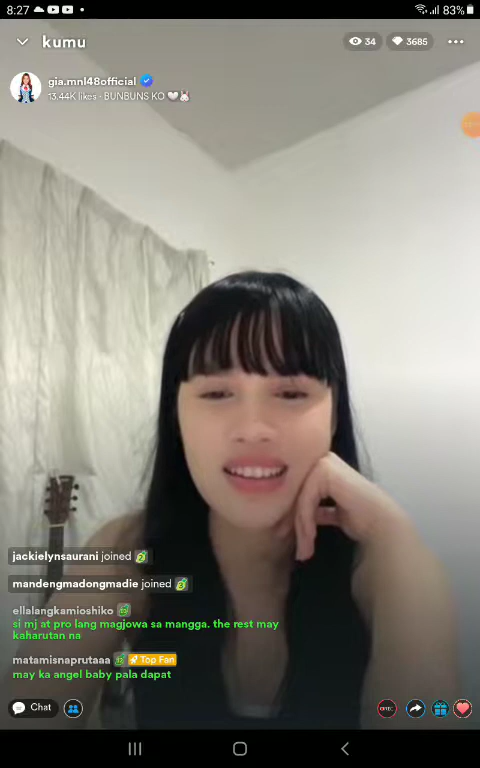 8:27
83%
kumu
34
3685
gia.mnl48official
13.44K likes · BUNBUNS KO
jackielynsaurani joined
mandengmadongmadie joined
ellalangkamioshiko
si mj at pro lang magjowa sa mangga. the rest may
kaharutan na
matamisnaprutaaa Top Fan
may ka angel baby pala dapat
Chat